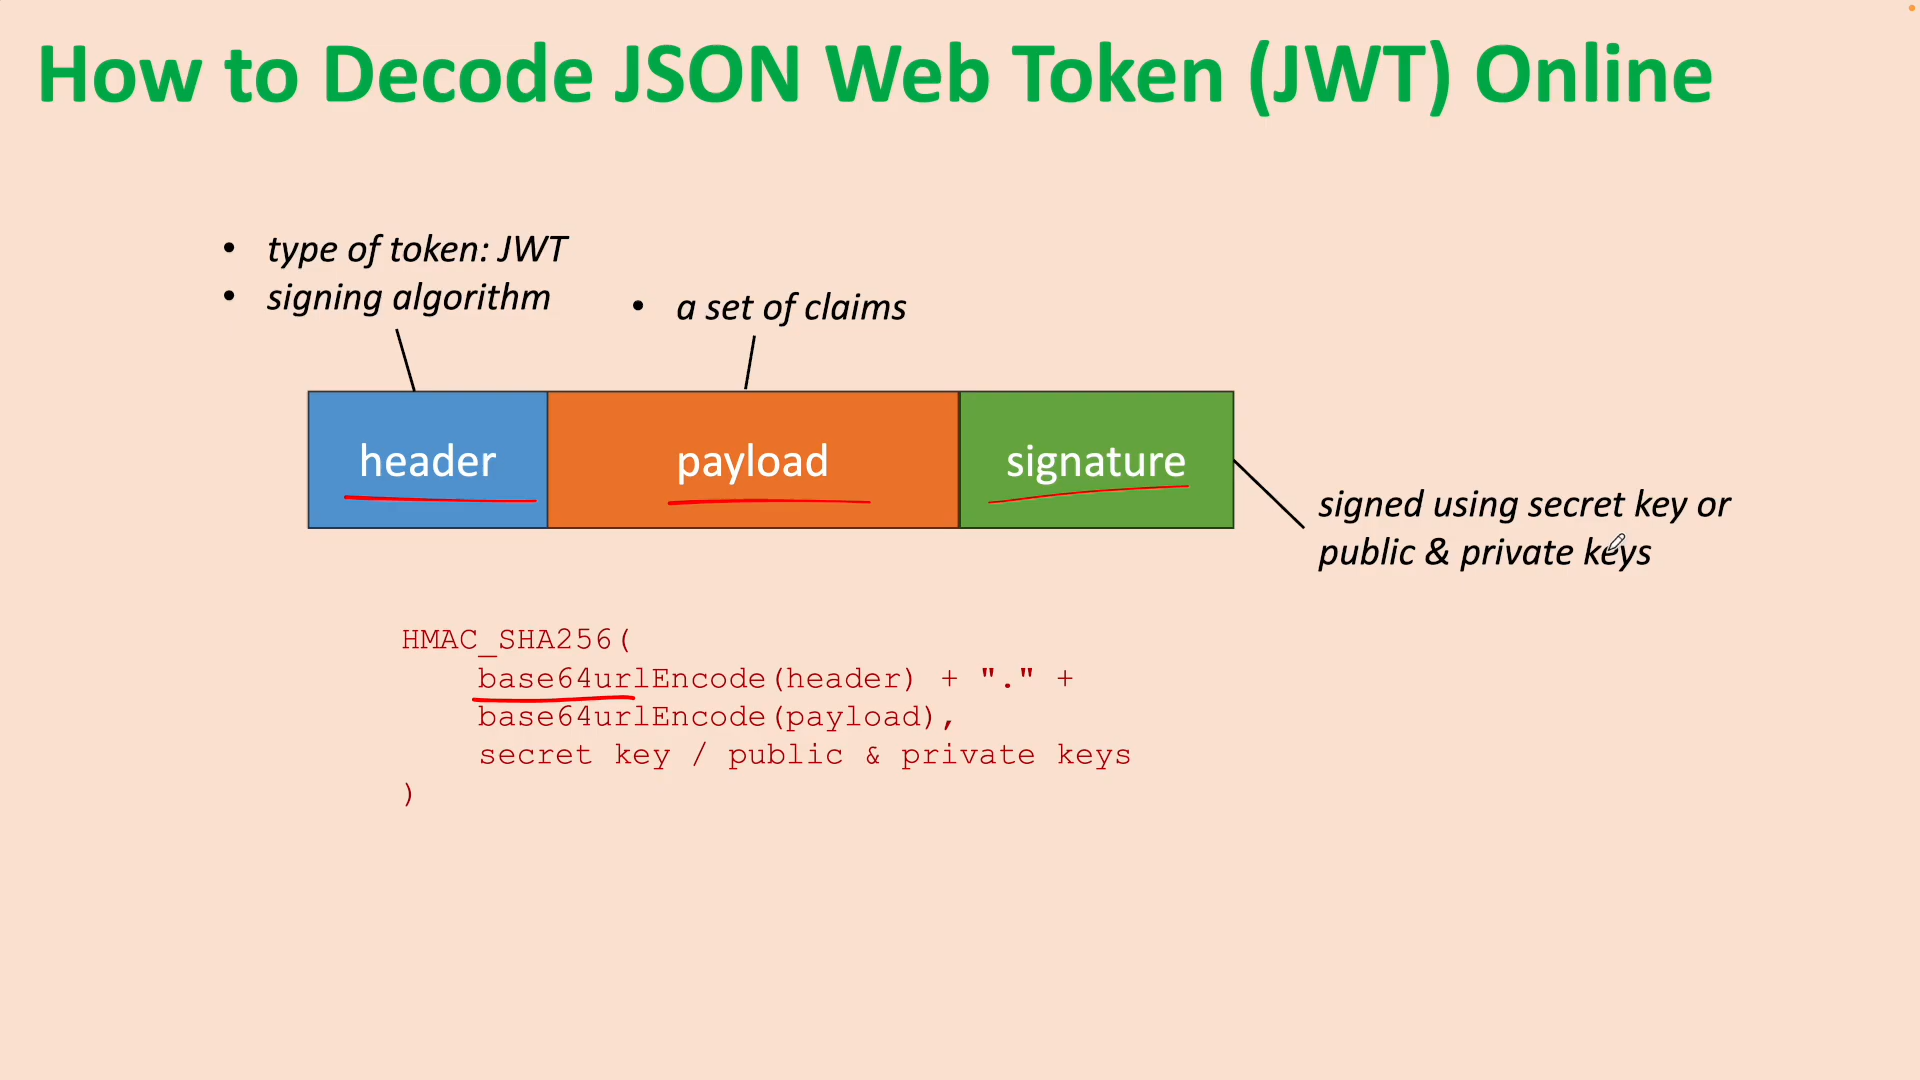 How to Decode JSON Web Token (JWT) Online
• type of token: JWT
• signing algorithm
• a set of claims
header
payload
signature
signed using secret key or
public & private keys
HMAC_SHA256(
base64urlEncode(header) + "." +
base64urlEncode(payload),
secret key / public & private keys
)